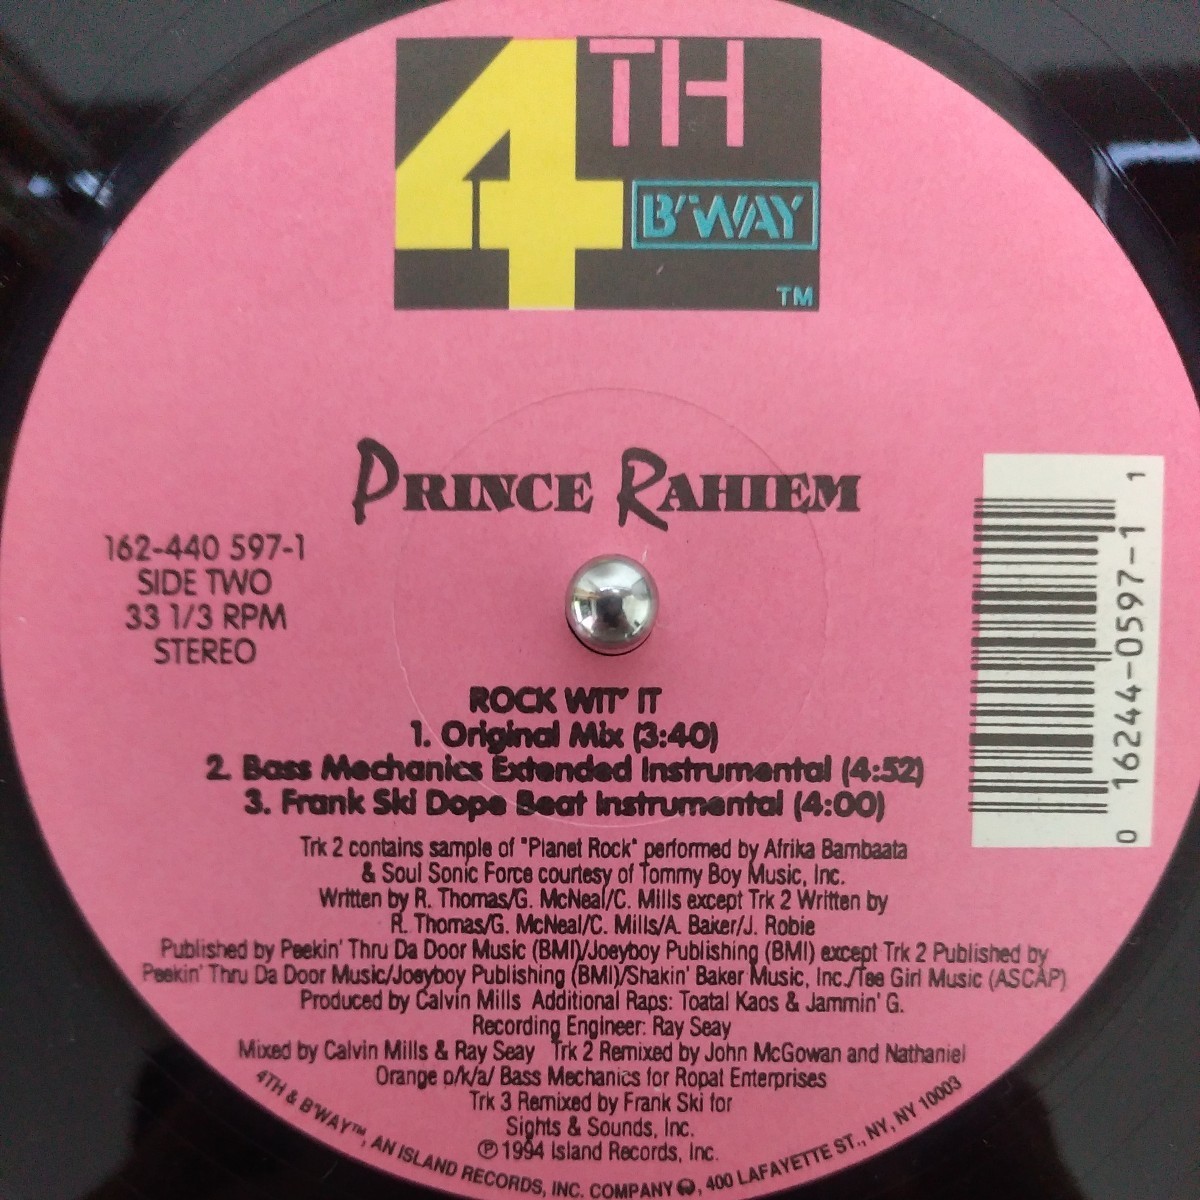 4TH
B'WAY
TM
PRINCE RAHIEM
162-440 597-1
SIDE TWO
33 1/3 RPM
STEREO
0 16244-0597-1 1
ROCK WIT' IT
1. Original Mix (3:40)
2. Bass Mechanics Extended Instrumental (4:52)
3. Frank Ski Dope Beat Instrumental (4:00)
Trk 2 contains sample of "Planet Rock" performed by Afrika Bambaata
& Soul Sonic Force courtesy of Tommy Boy Music, Inc.
Written by R. Thomas/G. McNeal/C. Mills except Trk 2 Written by
R. Thomas/G. McNeal/C. Mills/A. Baker/J. Robie
Published by Peekin' Thru Da Door Music (BMI)/Joeyboy Publishing (BMI) except Trk 2 Published by
Peekin' Thru Da Door Music/Joeyboy Publishing (BMI)/Shakin' Baker Music, Inc./Tee Girl Music (ASCAP)
Produced by Calvin Mills Additional Raps: Toatal Kaos & Jammin' G.
Recording Engineer: Ray Seay
Mixed by Calvin Mills & Ray Seay Trk 2 Remixed by John McGowan and Nathaniel
Orange p/k/a/ Bass Mechanics for Ropat Enterprises
Trk 3 Remixed by Frank Ski for
Sights & Sounds, Inc.
℗ 1994 Island Records, Inc.
4TH & B'WAY™, AN ISLAND RECORDS, INC. COMPANY, 400 LAFAYETTE ST., NY, NY 10003